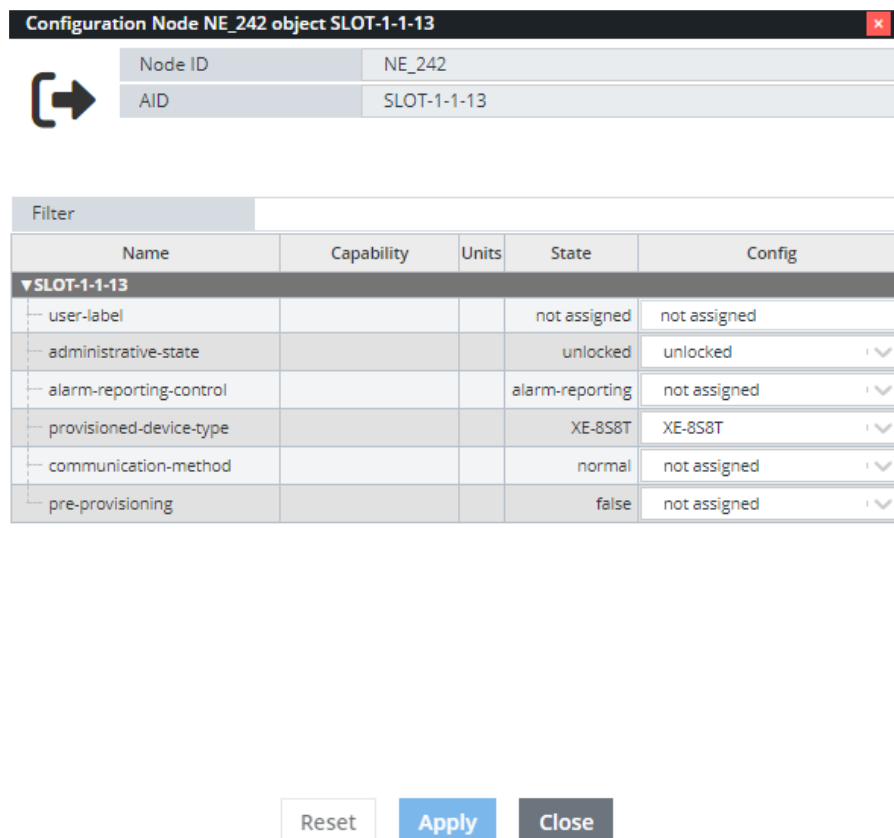 Configuration Node NE_242 object SLOT-1-1-13 ×
Node ID NE_242
AID SLOT-1-1-13
Filter
Name Capability Units State Config
▼SLOT-1-1-13
user-label not assigned not assigned
administrative-state unlocked unlocked
alarm-reporting-control alarm-reporting not assigned
provisioned-device-type XE-8S8T XE-8S8T
communication-method normal not assigned
pre-provisioning false not assigned
Reset Apply Close